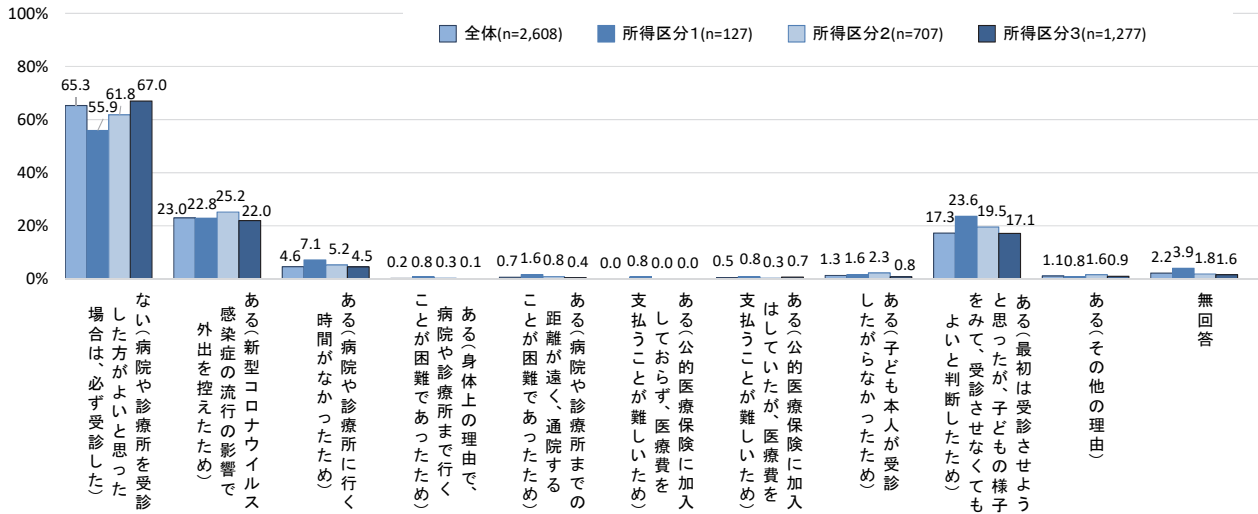 100%
80%
60%
40%
20%
0%
全体(n=2,608)
所得区分１(n=127)
所得区分２(n=707)
所得区分３(n=1,277)
65.3
55.9
61.8
67.0
23.0
22.8
25.2
22.0
4.6
7.1
5.2
4.5
0.2
0.8
0.3
0.1
0.7
1.6
0.8
0.4
0.0
0.8
0.0
0.0
0.5
0.8
0.3
0.7
1.3
1.6
2.3
0.8
17.3
23.6
19.5
17.1
1.1
0.8
1.6
0.9
2.2
3.9
1.8
1.6
ない(病院や診療所を受診
した方がよいと思った
場合は、必ず受診した)
ある(新型コロナウイルス
感染症の流行の影響で
外出を控えたため)
ある(病院や診療所に行く
時間がなかったため)
ある(身体上の理由で、
病院や診療所まで行く
ことが困難であったため)
ある(病院や診療所までの
距離が遠く、通院する
ことが困難であったため)
ある(公的医療保険に加入
しておらず、医療費を
支払うことが難しいため)
ある(公的医療保険に加入
はしていたが、医療費を
支払うことが難しいため)
ある(子ども本人が受診
したがらなかったため)
ある(最初は受診させよう
と思ったが、子どもの様子
をみて、受診させなくても
よいと判断したため)
ある(その他の理由)
無回答